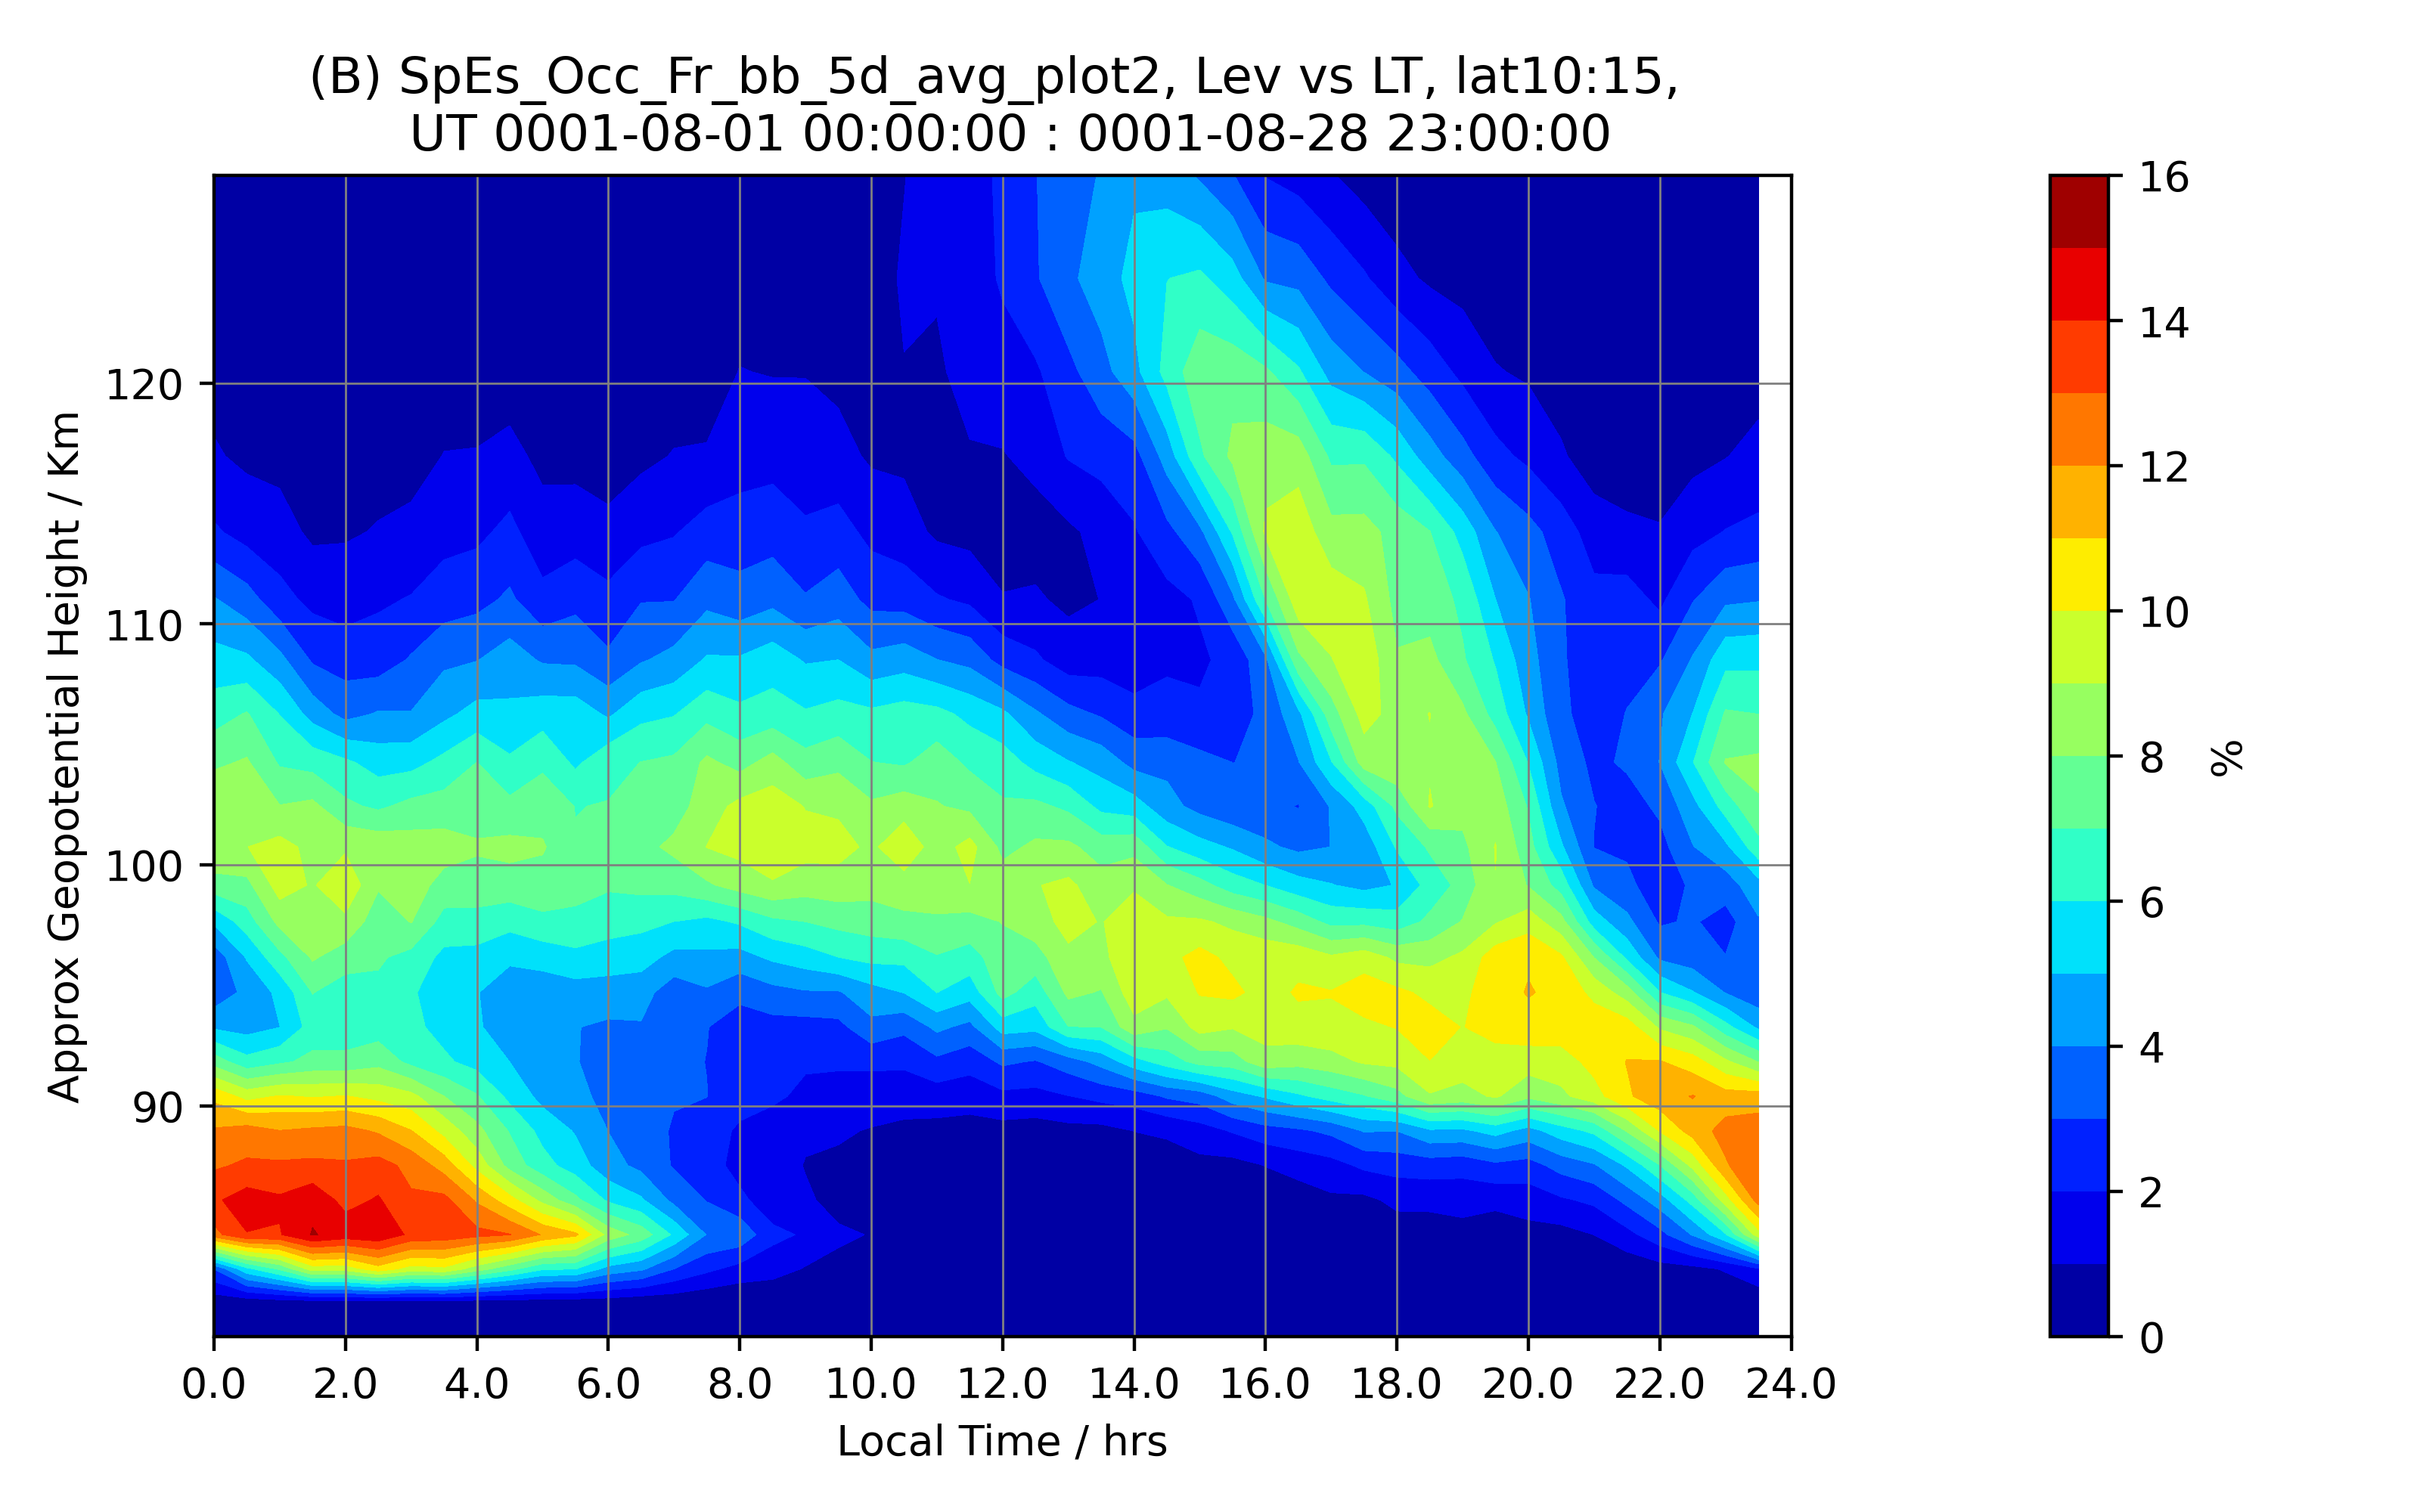 (B) SpEs_Occ_Fr_bb_5d_avg_plot2, Lev vs LT, lat10:15,
UT 0001-08-01 00:00:00 : 0001-08-28 23:00:00
Approx Geopotential Height / Km
120
110
100
90
0.0 2.0 4.0 6.0 8.0 10.0 12.0 14.0 16.0 18.0 20.0 22.0 24.0
Local Time / hrs
16
14
12
10
8
6
4
2
0
%